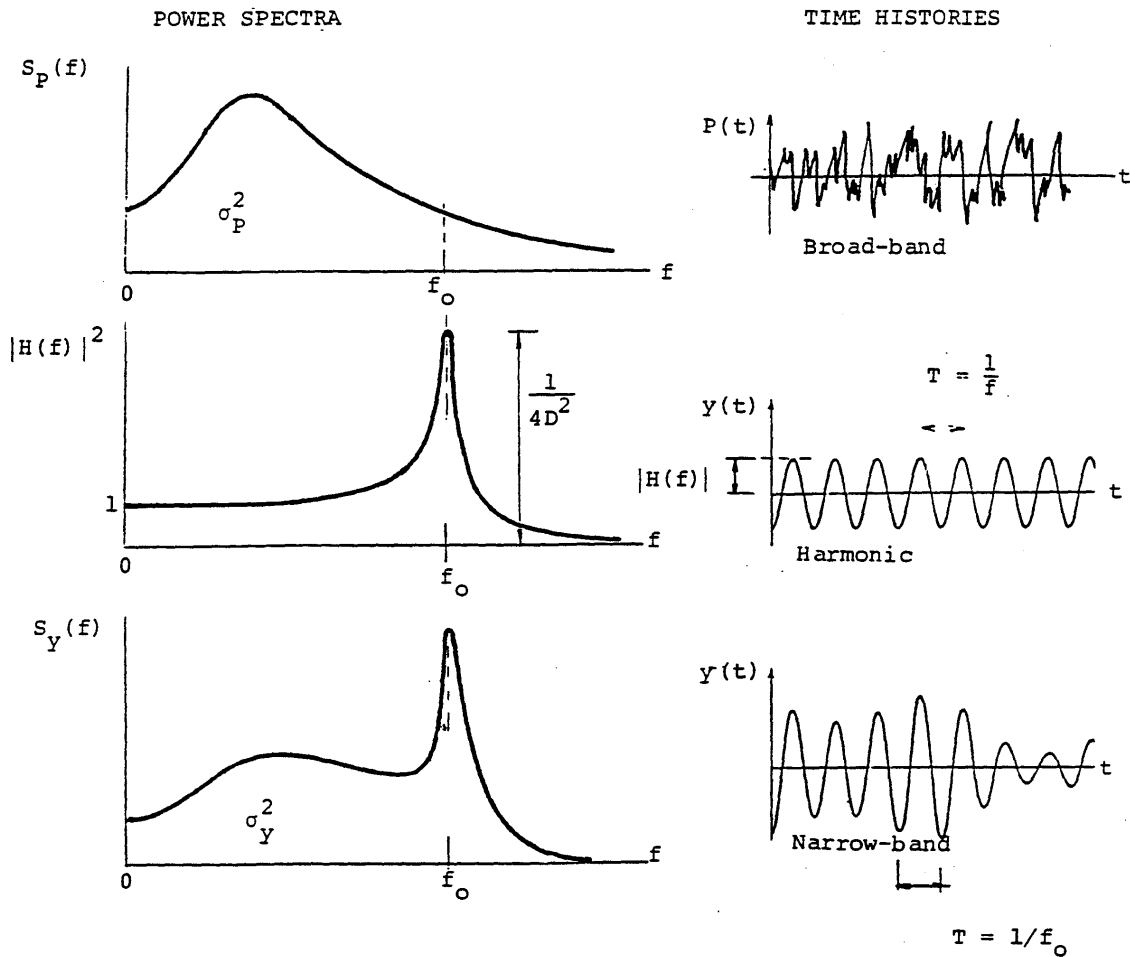 POWER SPECTRA
TIME HISTORIES
S_P(f)
σ_P^2
0
f_o
f
P(t)
t
Broad-band
|H(f)|^2
1
1/(4D^2)
0
f_o
f
T = 1/f
y(t)
|H(f)|
t
Harmonic
S_y(f)
σ_y^2
0
f_o
f
y(t)
t
Narrow-band
T = 1/f_o